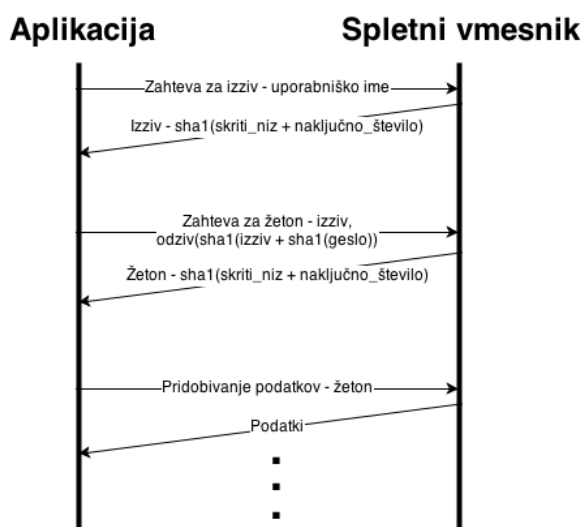 Aplikacija
Spletni vmesnik
Zahteva za izziv - uporabniško ime
Izziv - sha1(skriti_niz + naključno_število)
Zahteva za žeton - izziv,
odziv(sha1(izziv + sha1(geslo))
Žeton - sha1(skriti_niz + naključno_število)
Pridobivanje podatkov - žeton
Podatki